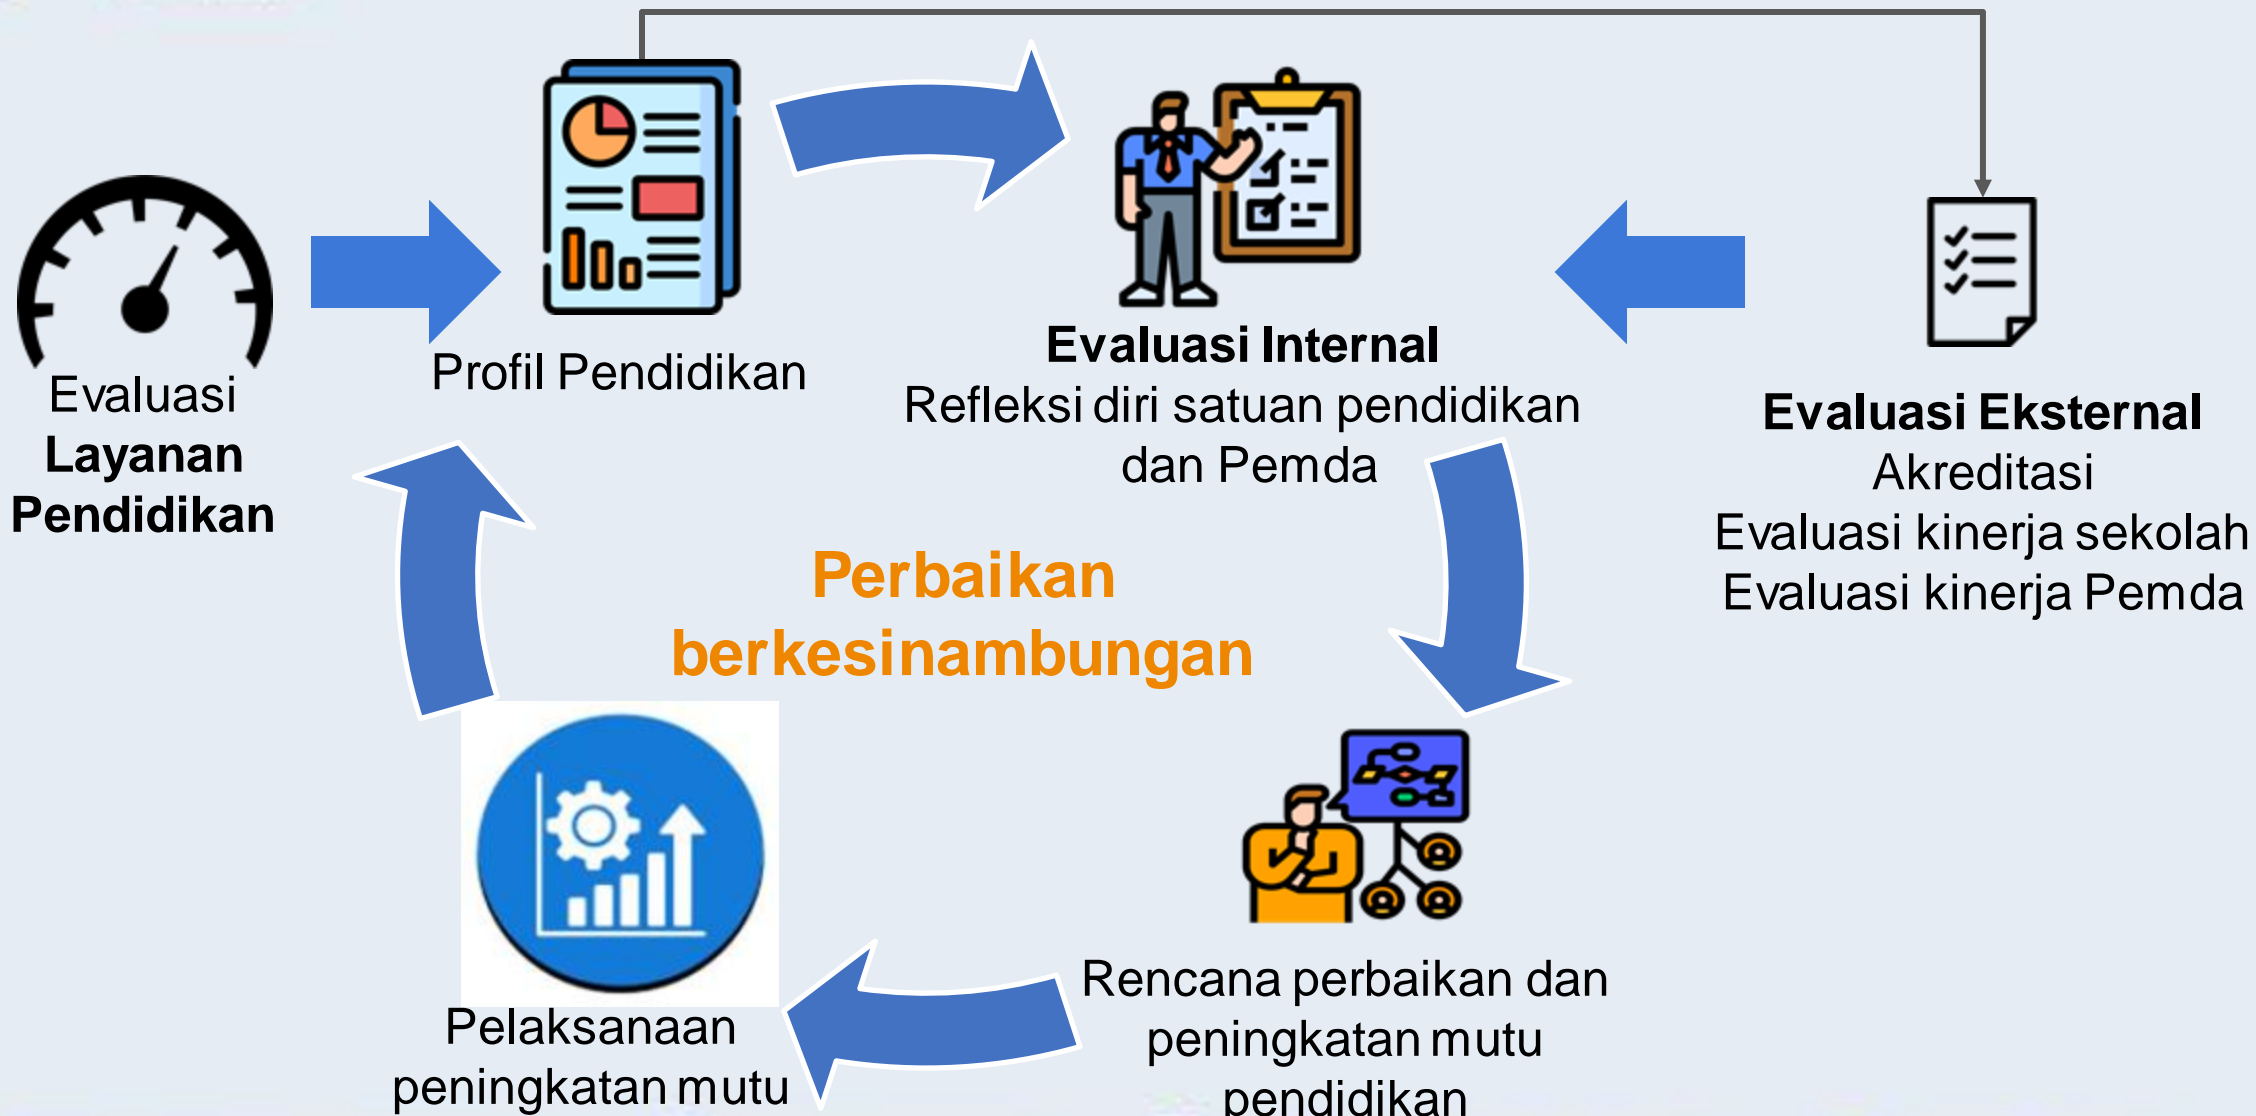 Evaluasi
Layanan
Pendidikan
Profil Pendidikan
Evaluasi Internal
Refleksi diri satuan pendidikan
dan Pemda
Evaluasi Eksternal
Akreditasi
Evaluasi kinerja sekolah
Evaluasi kinerja Pemda
Perbaikan
berkesinambungan
Rencana perbaikan dan
peningkatan mutu
pendidikan
Pelaksanaan
peningkatan mutu